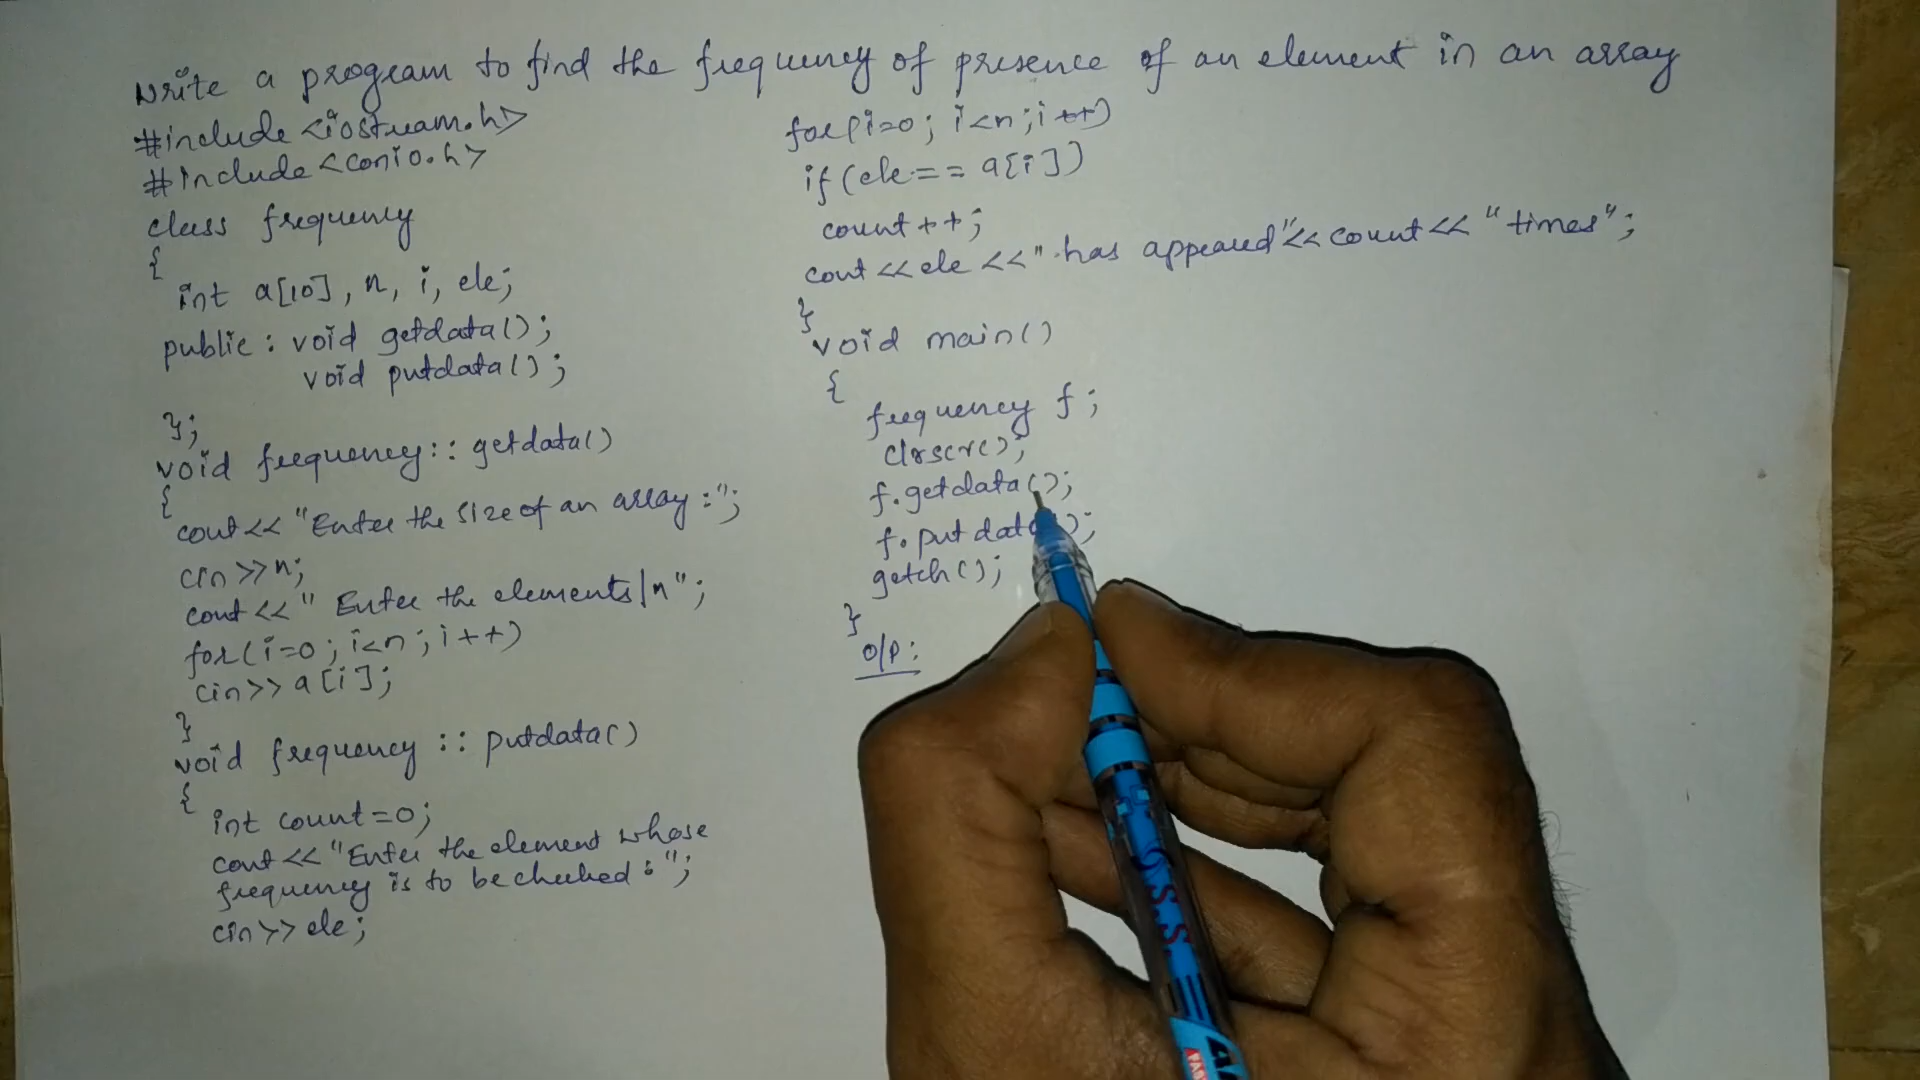 Write a program to find the frequency of presence of an element in an array
#include <iostream.h>
#include <conio.h>
class frequency
{
int a[10], n, i, ele;
public: void getdata();
void putdata();
};
void frequency::getdata()
{
cout<< "Enter the size of an array :";
cin>>n;
cout<<" Enter the elements\n";
for(i=0; i<n; i++)
cin>> a[i];
}
void frequency :: putdata()
{
int count=0;
cout<<"Enter the element whose
frequency is to be checked :";
cin>> ele;
for(i=0; i<n; i++)
if(ele== a[i])
count++;
cout<<ele<<" has appeared"<< count<< "times";
}
void main()
{
frequency f;
clrscr();
f.getdata();
f.putdata();
getch();
}
O/P: